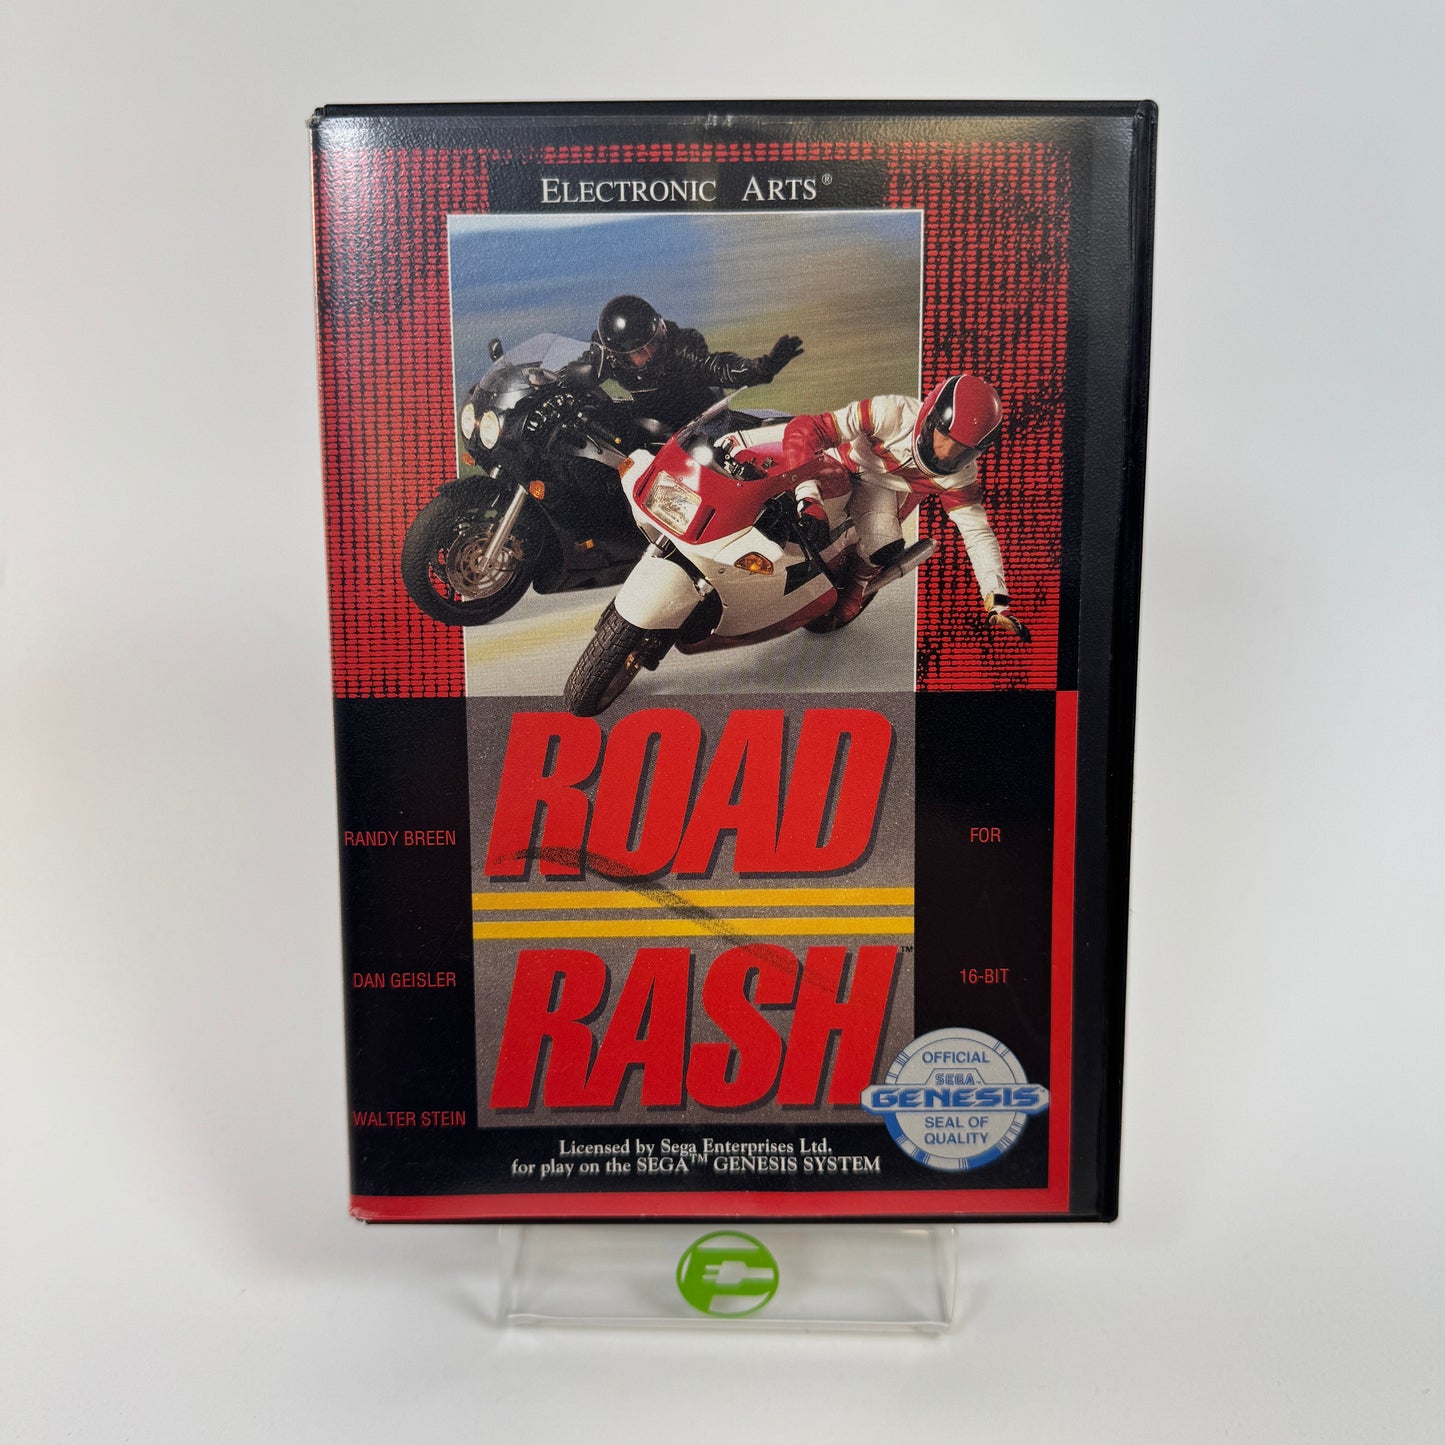 ELECTRONIC ARTS®
ROAD
RASH™
RANDY BREEN
FOR
DAN GEISLER
16-BIT
WALTER STEIN
OFFICIAL
SEGA™
GENESIS
SEAL OF
QUALITY
Licensed by Sega Enterprises Ltd.
for play on the SEGA™ GENESIS SYSTEM